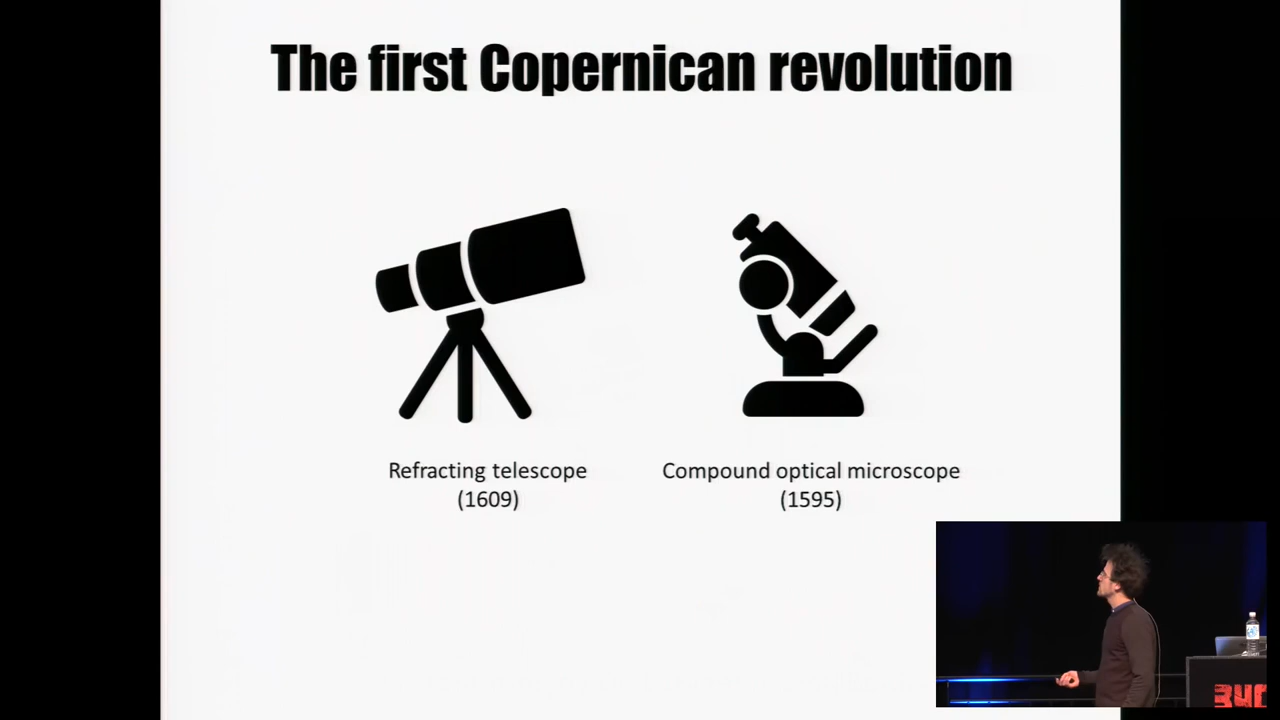 The first Copernican revolution
Refracting telescope
(1609)
Compound optical microscope
(1595)